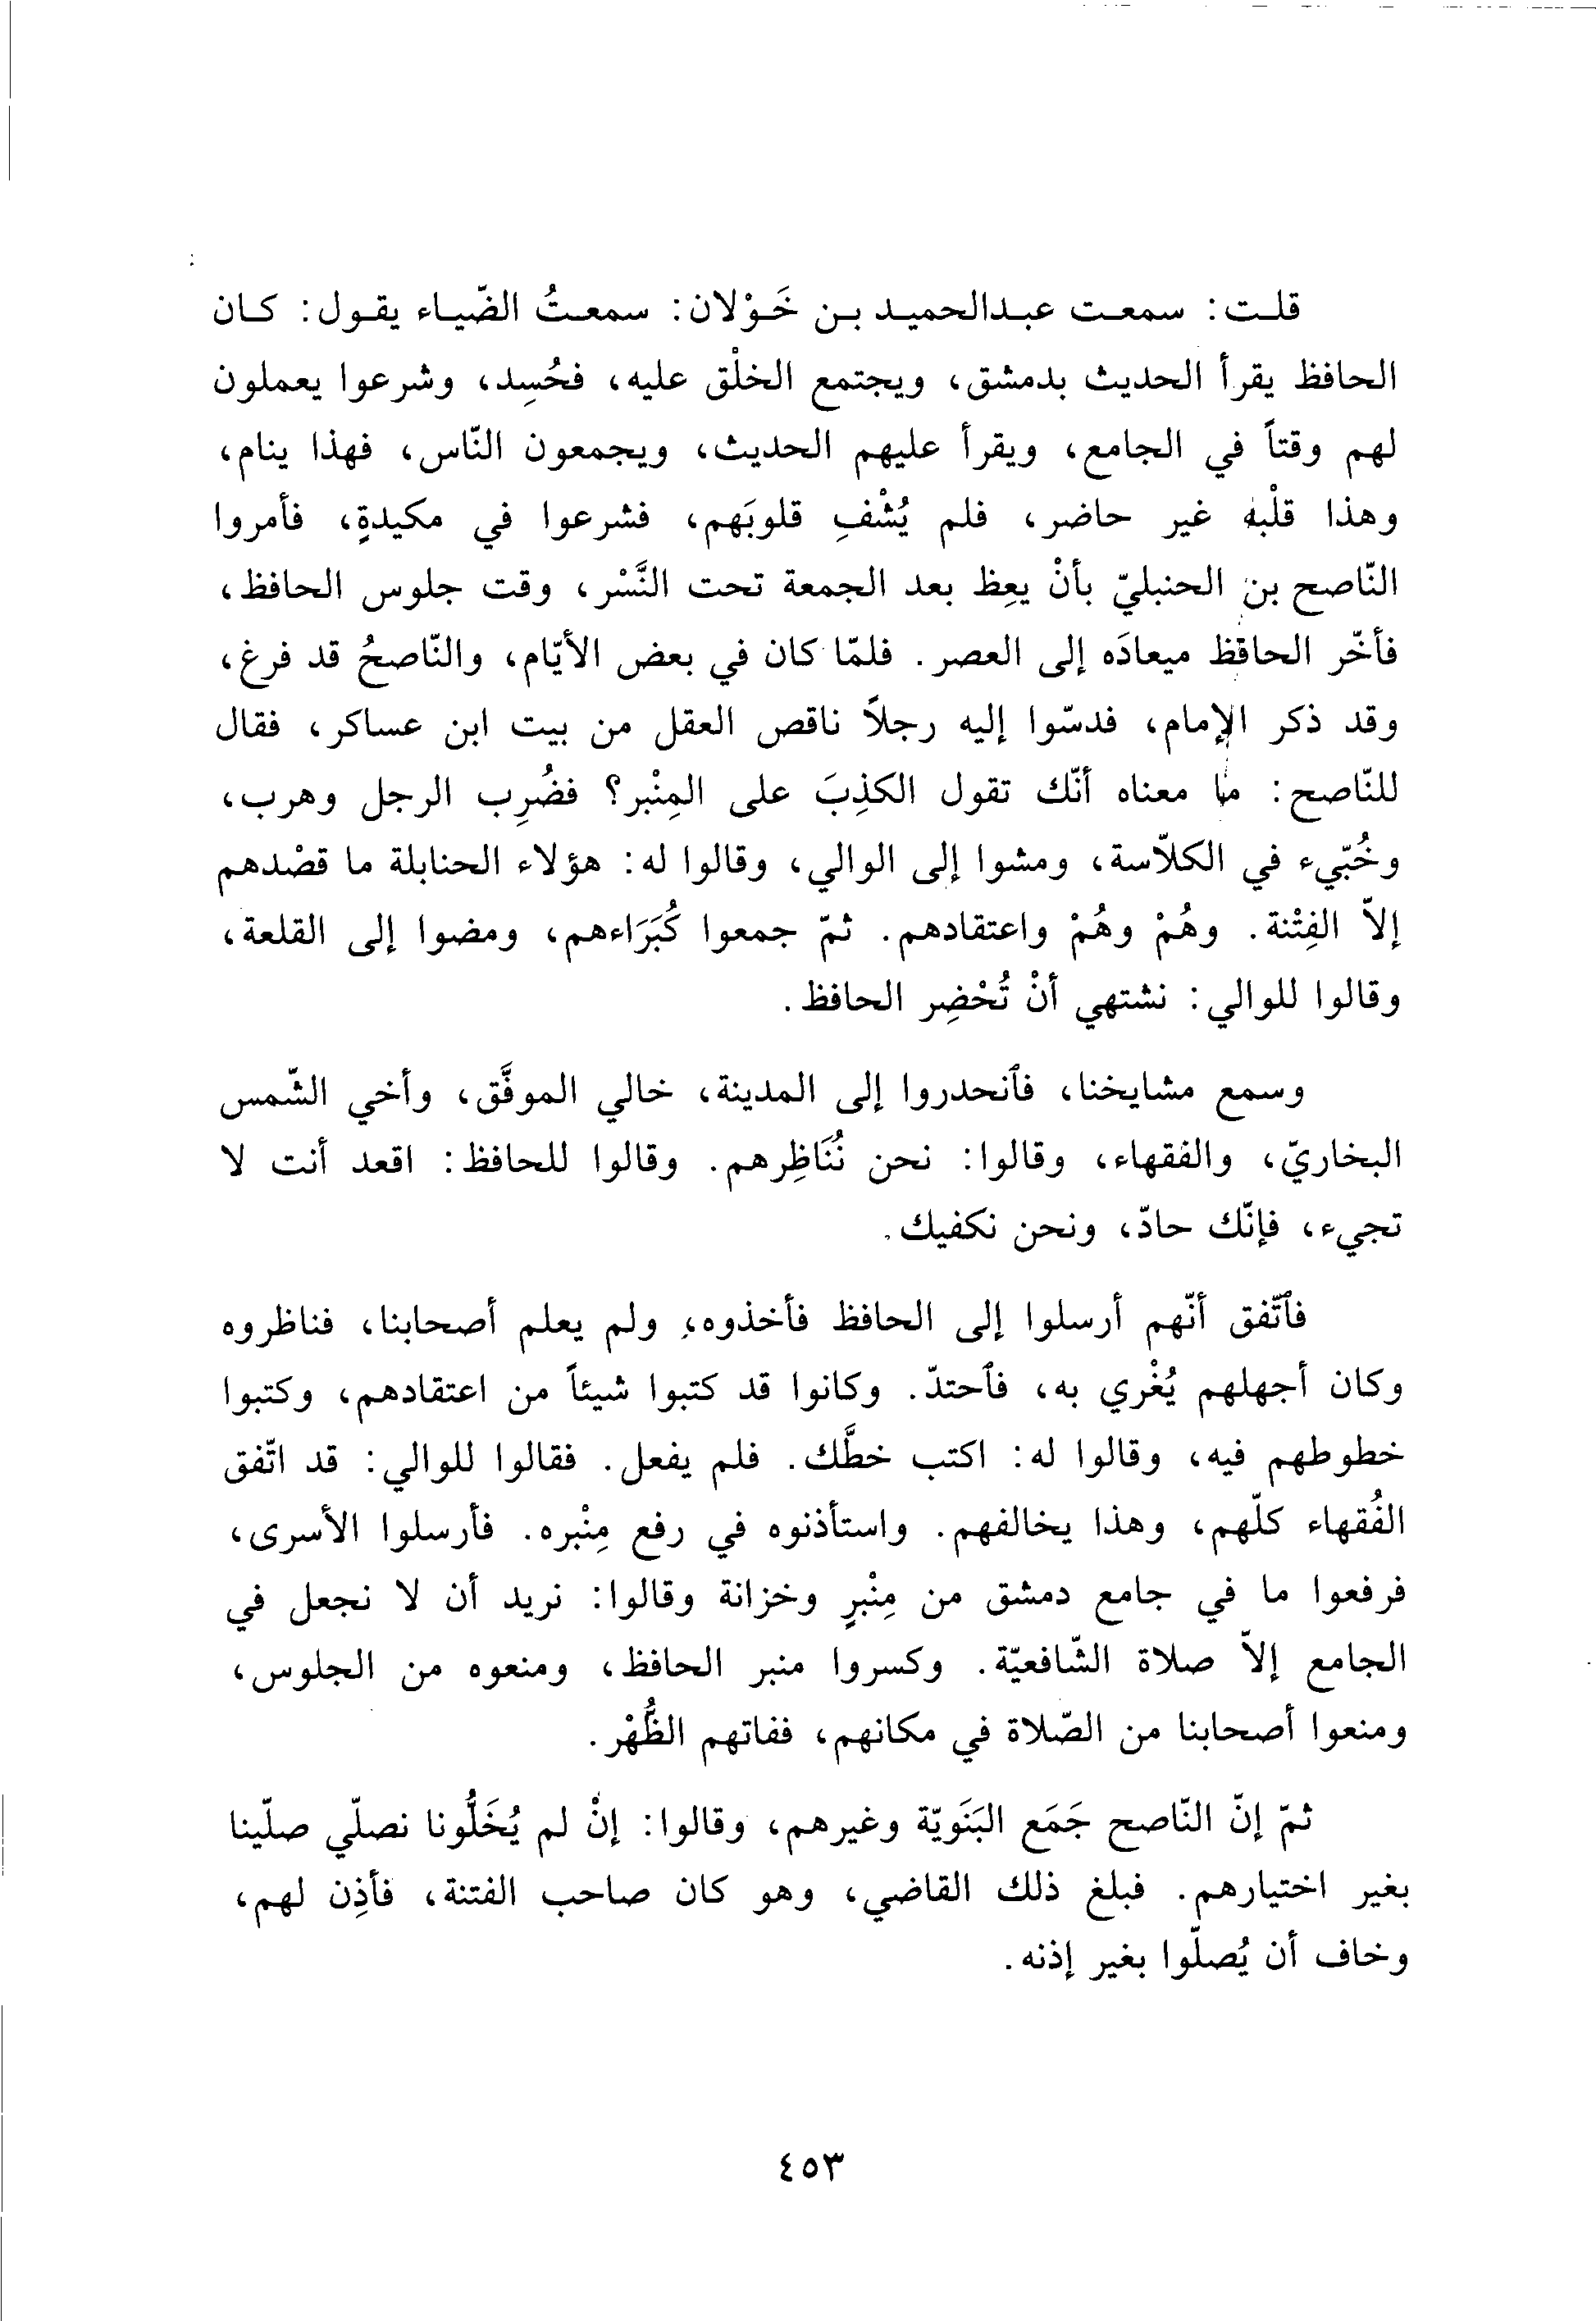 قلت: سمعت عبدالحميد بن خَوْلان: سمعتُ الضّياء يقول: كان
الحافظ يقرأ الحديث بدمشق، ويجتمع الخلْق عليه، فحُسِد، وشرعوا يعملون
لهم وقتاً في الجامع، ويقرأ عليهم الحديث، ويجمعون النّاس، فهذا ينام،
وهذا قلْبه غير حاضر، فلم يُشْفِ قلوبَهم، فشرعوا في مكيدةٍ، فأمروا
النّاصح بن الحنبليّ بأنْ يعِظ بعد الجمعة تحت النَّسْر، وقت جلوس الحافظ،
فأخّر الحافظ ميعادَه إلى العصر. فلمّا كان في بعض الأيّام، والنّاصحُ قد فرغ،
وقد ذكر الإمام، فدسّوا إليه رجلاً ناقص العقل من بيت ابن عساكر، فقال
للنّاصح: ما معناه أنّك تقول الكذِبَ على المِنْبر؟ فضُرِب الرجل وهرب،
وخُبّيء في الكلّاسة، ومشوا إلى الوالي، وقالوا له: هؤلاء الحنابلة ما قصْدهم
إلاّ الفِتْنة. وهُمْ وهُمْ واعتقادهم. ثمّ جمعوا كُبَرَاءهم، ومضوا إلى القلعة،
وقالوا للوالي: نشتهي أنْ تُحْضِر الحافظ.
وسمع مشايخنا، فٱنحدروا إلى المدينة، خالي الموفَّق، وأخي الشّمس
البخاريّ، والفقهاء، وقالوا: نحن نُنَاظِرهم. وقالوا للحافظ: اقعد أنت لا
تجيء، فإنّك حادّ، ونحن نكفيك.
فٱتّفق أنّهم أرسلوا إلى الحافظ فأخذوه، ولم يعلم أصحابنا، فناظروه
وكان أجهلهم يُغْري به، فٱحتدّ. وكانوا قد كتبوا شيئاً من اعتقادهم، وكتبوا
خطوطهم فيه، وقالوا له: اكتب خطَّك. فلم يفعل. فقالوا للوالي: قد اتّفق
الفُقهاء كلّهم، وهذا يخالفهم. واستأذنوه في رفع مِنْبره. فأرسلوا الأسرى،
فرفعوا ما في جامع دمشق من مِنْبرٍ وخزانة وقالوا: نريد أن لا نجعل في
الجامع إلاّ صلاة الشّافعيّة. وكسروا منبر الحافظ، ومنعوه من الجلوس،
ومنعوا أصحابنا من الصّلاة في مكانهم، ففاتهم الظُّهْر.
ثمّ إنّ النّاصح جَمَع البَنَويّة وغيرهم، وقالوا: إنْ لم يُخَلُّونا نصلّي صلّينا
بغير اختيارهم. فبلغ ذلك القاضي، وهو كان صاحب الفتنة، فأذِن لهم،
وخاف أن يُصلّوا بغير إذنه.
٤٥٣